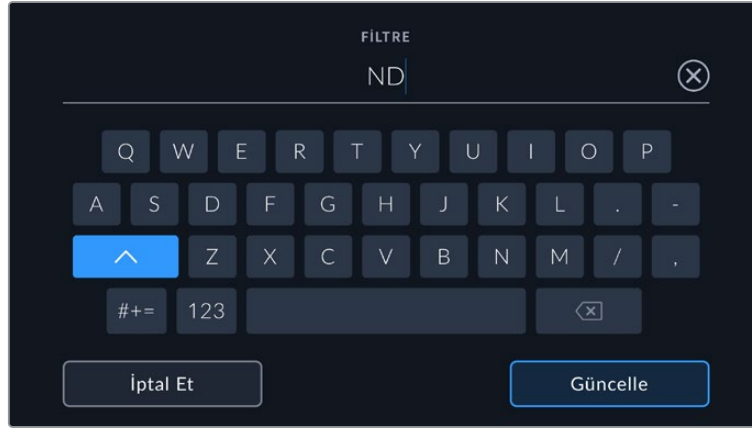 FİLTRE
ND
Q W E R T Y U I O P
A S D F G H J K L . -
Z X C V B N M / ,
#+= 123
İptal Et Güncelle